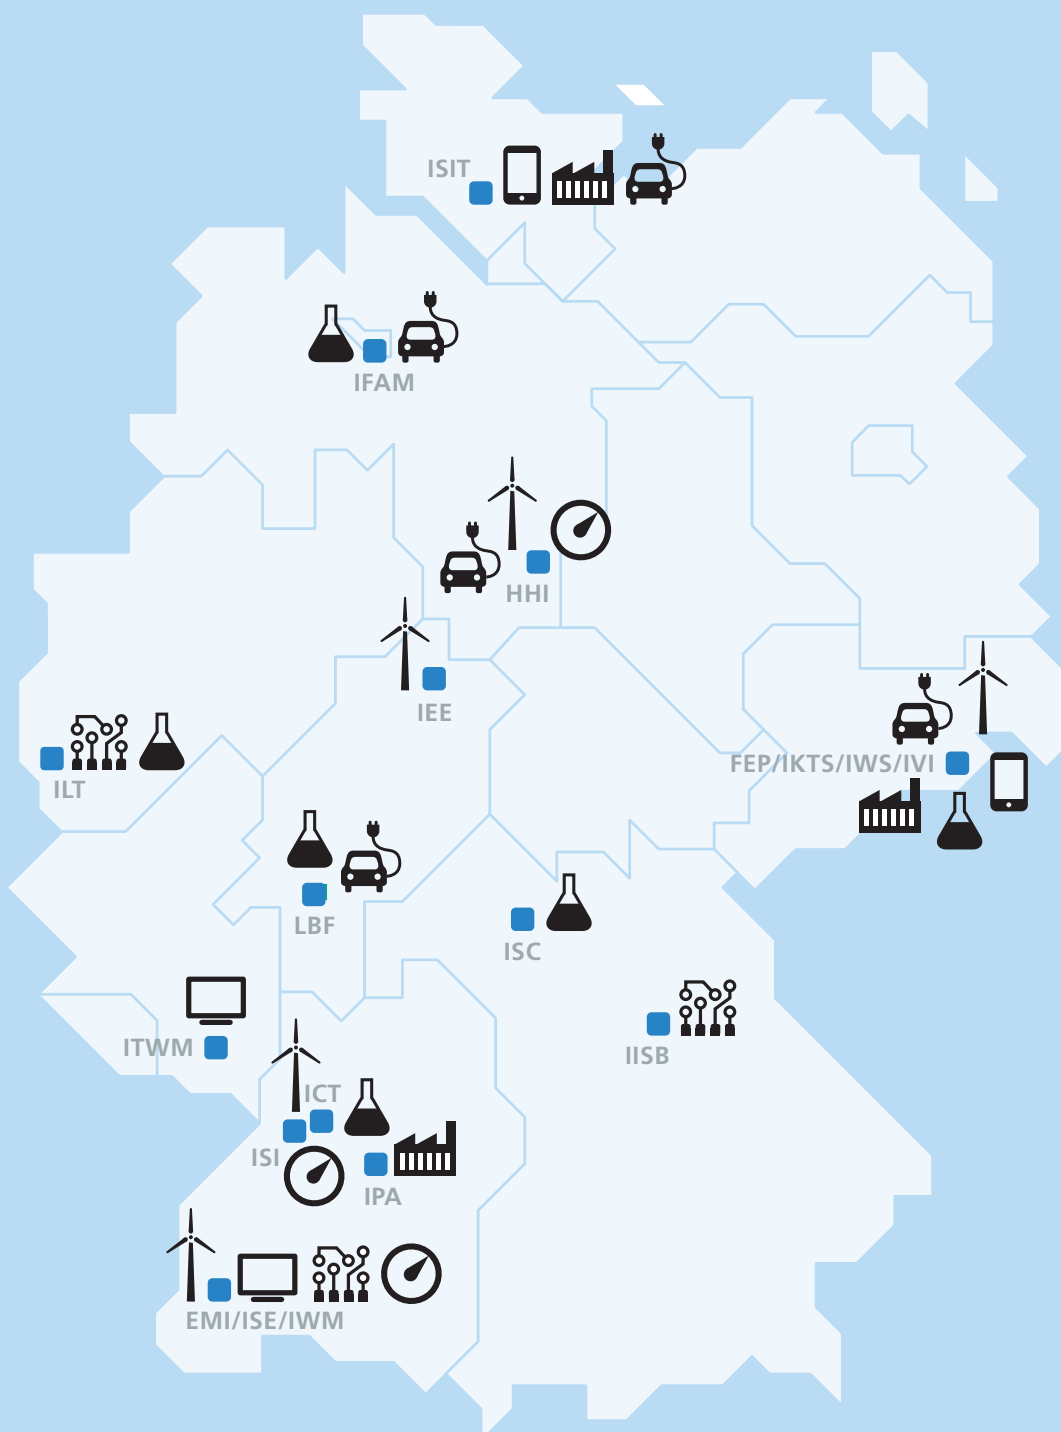 ISIT
IFAM
HHI
IEE
FEP/IKTS/IWS/IVI
ILT
LBF
ISC
ITWM
IISB
ICT
ISI
IPA
EMI/ISE/IWM